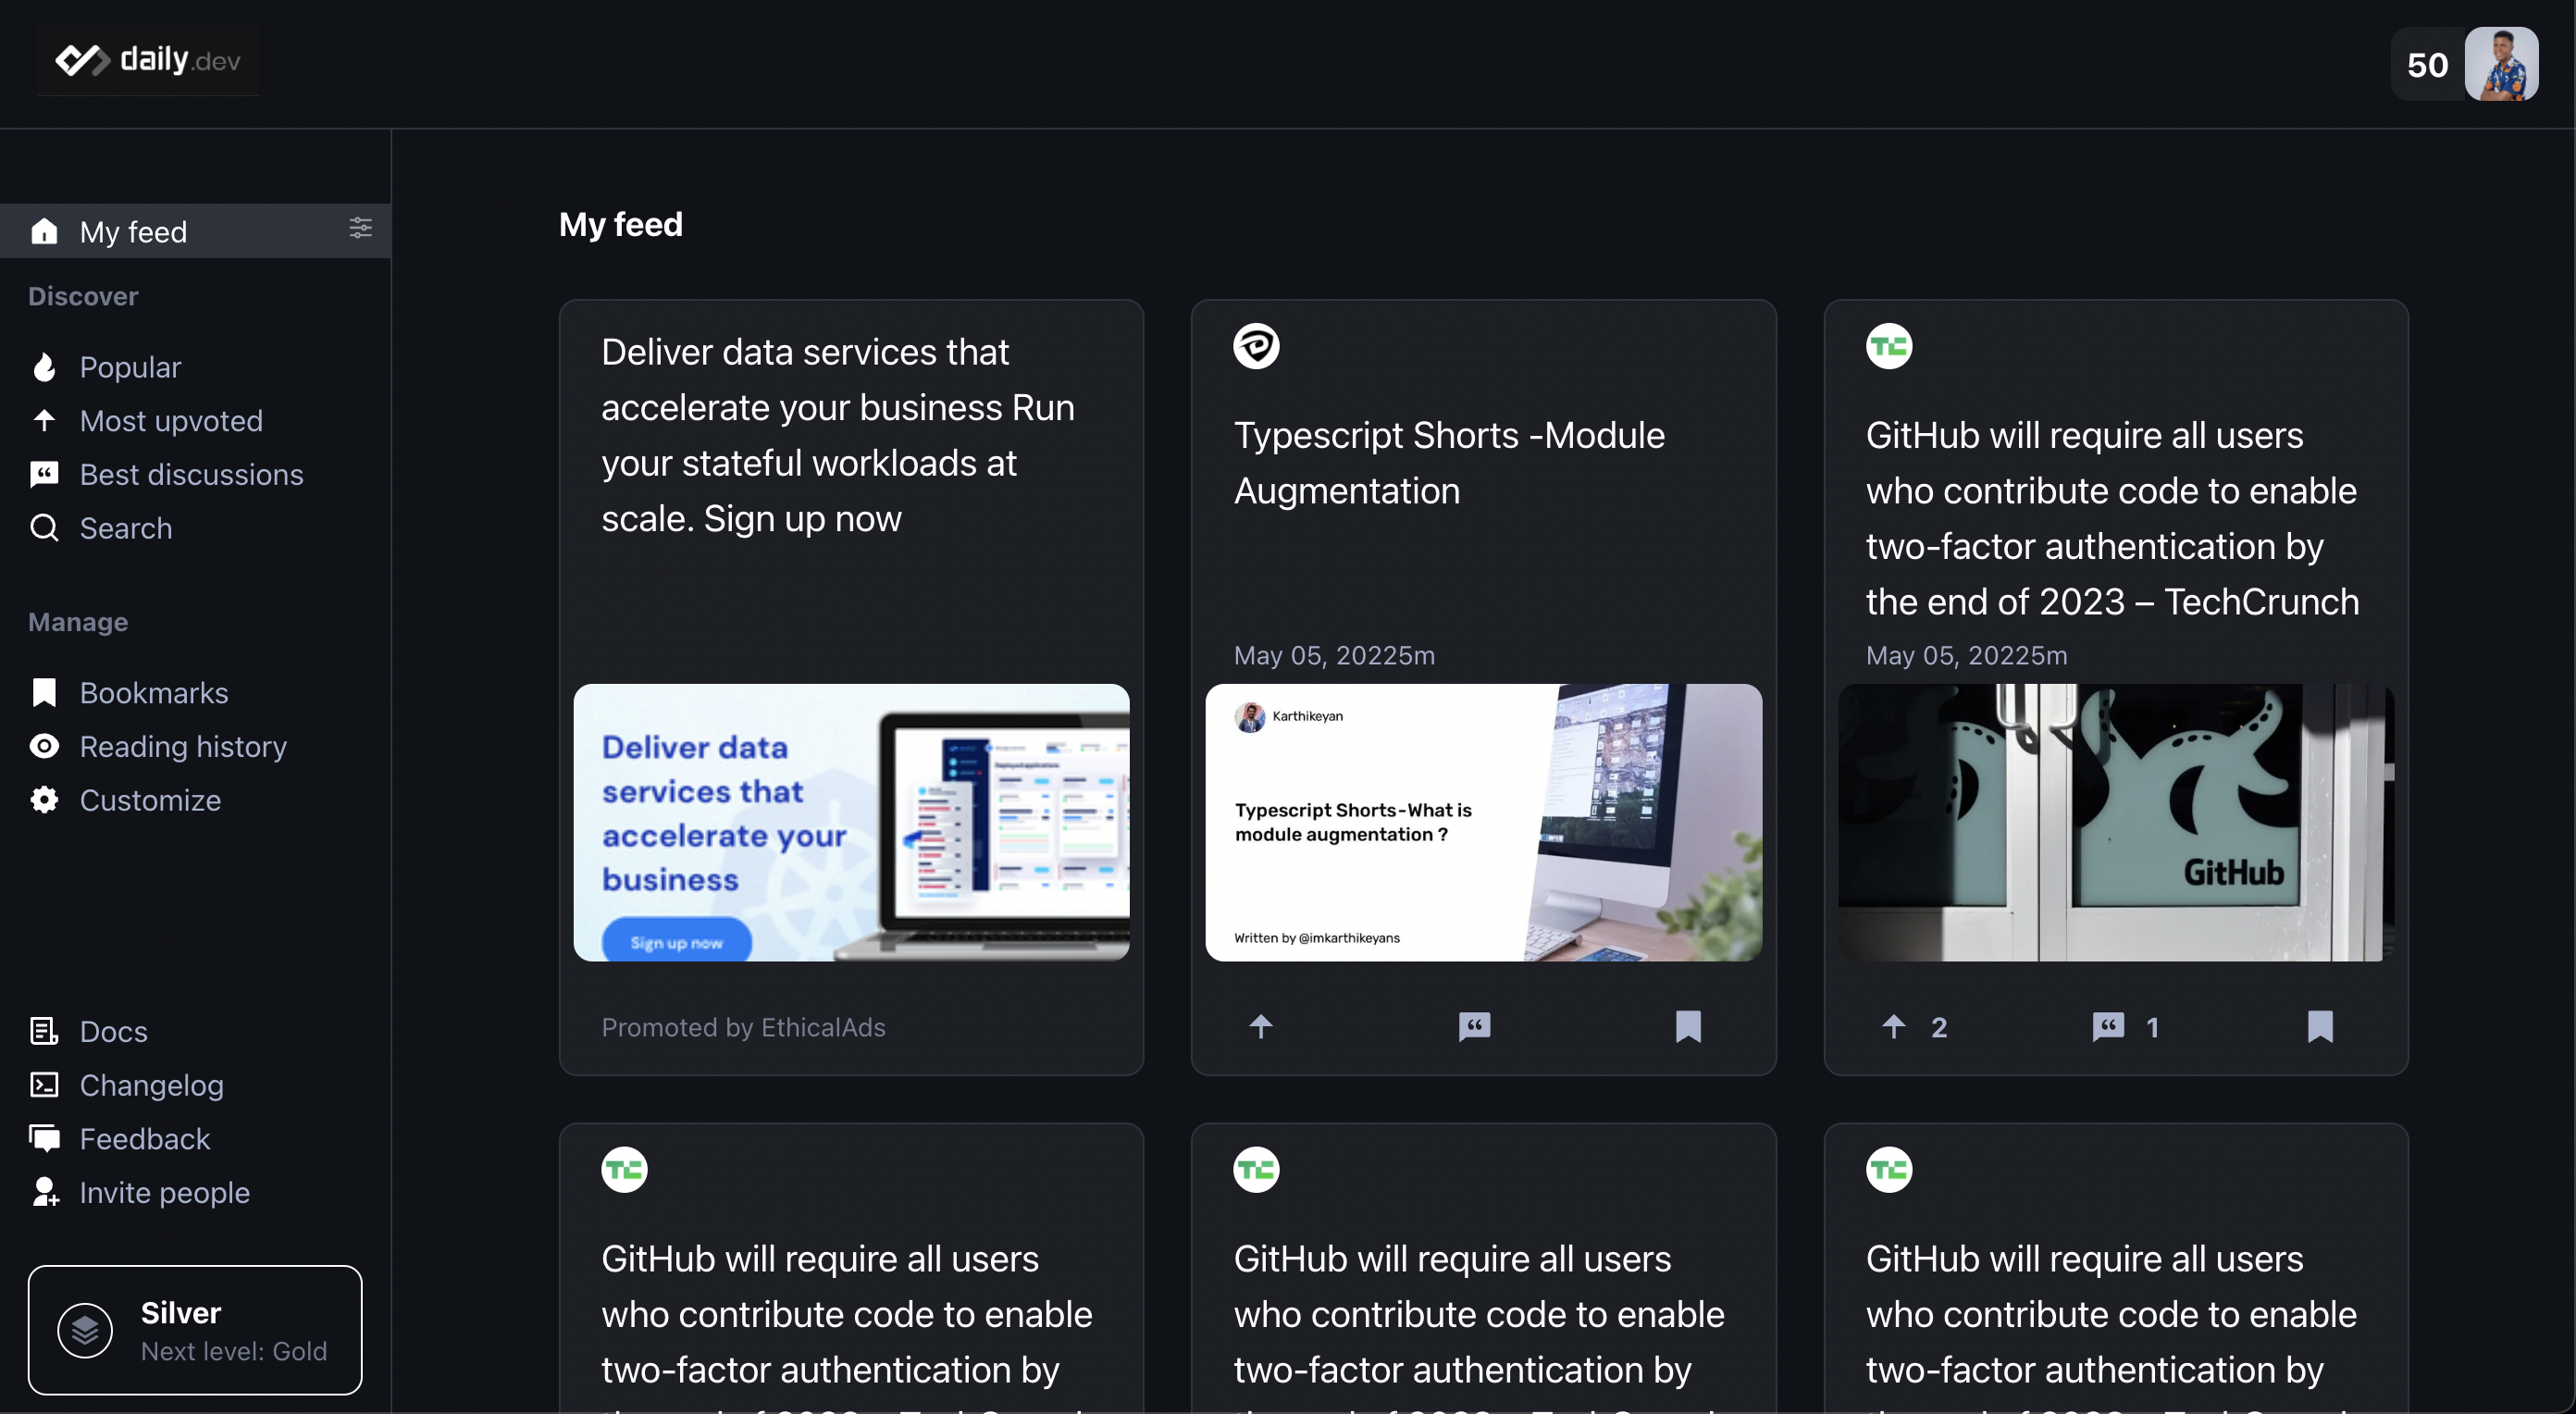 daily.dev
50
My feed
Discover
Popular
Most upvoted
Best discussions
Search
Manage
Bookmarks
Reading history
Customize
Docs
Changelog
Feedback
Invite people
Silver
Next level: Gold
My feed
Deliver data services that
accelerate your business Run
your stateful workloads at
scale. Sign up now
Deliver data
services that
accelerate your
business
Sign up now
Promoted by EthicalAds
Typescript Shorts -Module
Augmentation
May 05, 20225m
Karthikeyan
Typescript Shorts-What is
module augmentation ?
Written by @imkarthikeyans
TC
GitHub will require all users
who contribute code to enable
two-factor authentication by
the end of 2023 – TechCrunch
May 05, 20225m
GitHub
2
1
TC
GitHub will require all users
who contribute code to enable
two-factor authentication by
TC
GitHub will require all users
who contribute code to enable
two-factor authentication by
TC
GitHub will require all users
who contribute code to enable
two-factor authentication by